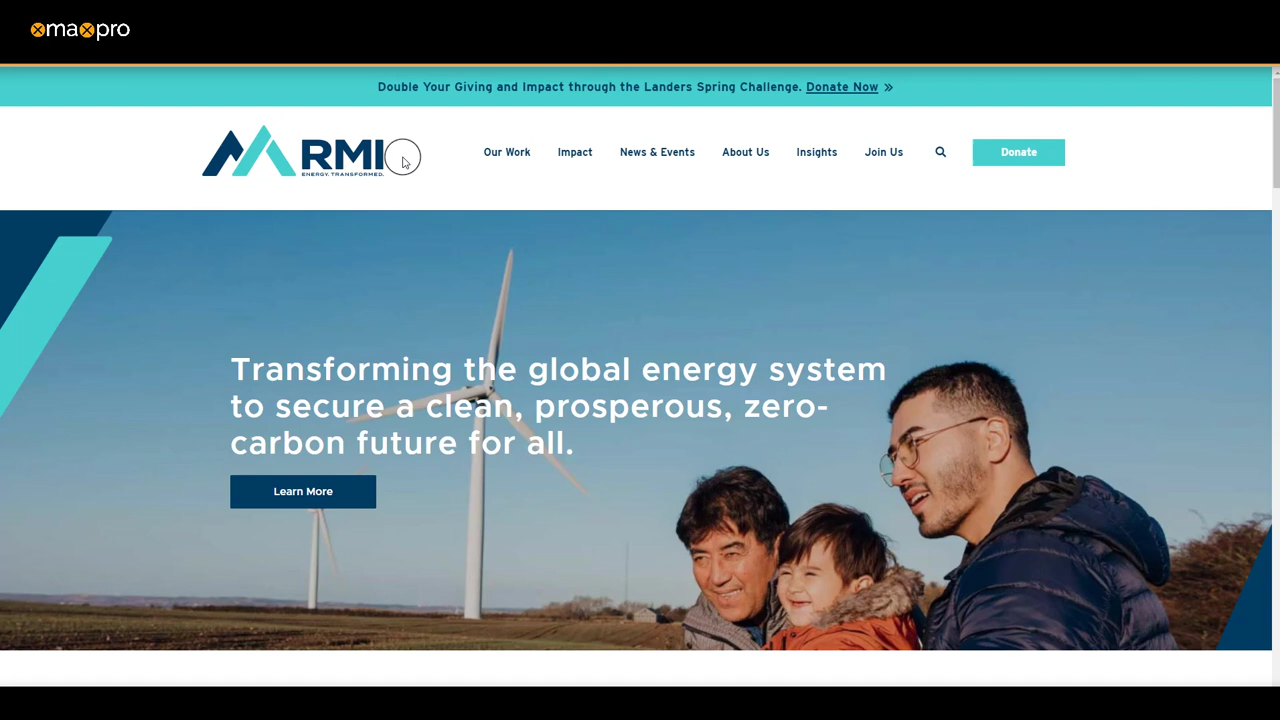 maxpro
Double Your Giving and Impact through the Landers Spring Challenge. Donate Now »
RMI
ENERGY. TRANSFORMED.
Our Work Impact News & Events About Us Insights Join Us Donate
Transforming the global energy system
to secure a clean, prosperous, zero-
carbon future for all.
Learn More